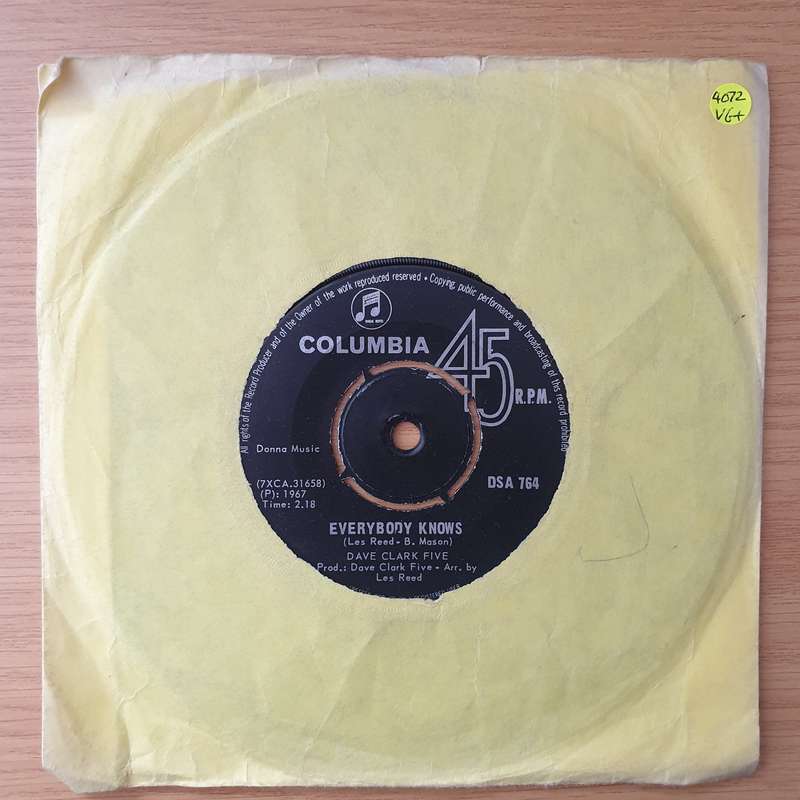 4072
VG+
All rights of the Record Producer and of the Owner of the work reproduced reserved • Copying, public performance and broadcasting of this record prohibited
COLUMBIA
45
R.P.M.
Donna Music
(7XCA.31658)
(P): 1967
Time: 2.18
DSA 764
EVERYBODY KNOWS
(Les Reed - B. Mason)
DAVE CLARK FIVE
Prod.: Dave Clark Five - Arr. by
Les Reed